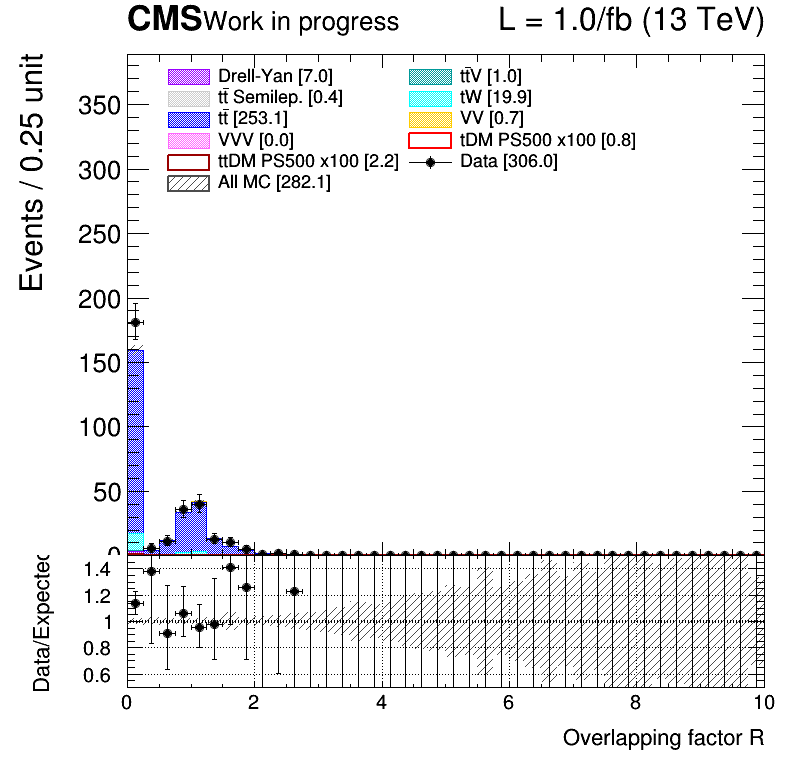 CMS Work in progress L = 1.0/fb (13 TeV)
Events / 0.25 unit
Drell-Yan [7.0] tt̄V [1.0]
tt̄ Semilep. [0.4] tW [19.9]
tt̄ [253.1] VV [0.7]
VVV [0.0] tDM PS500 x100 [0.8]
ttDM PS500 x100 [2.2] Data [306.0]
All MC [282.1]
350
300
250
200
150
100
50
0
Data/Expected
1.4
1.2
1
0.8
0.6
0 2 4 6 8 10
Overlapping factor R